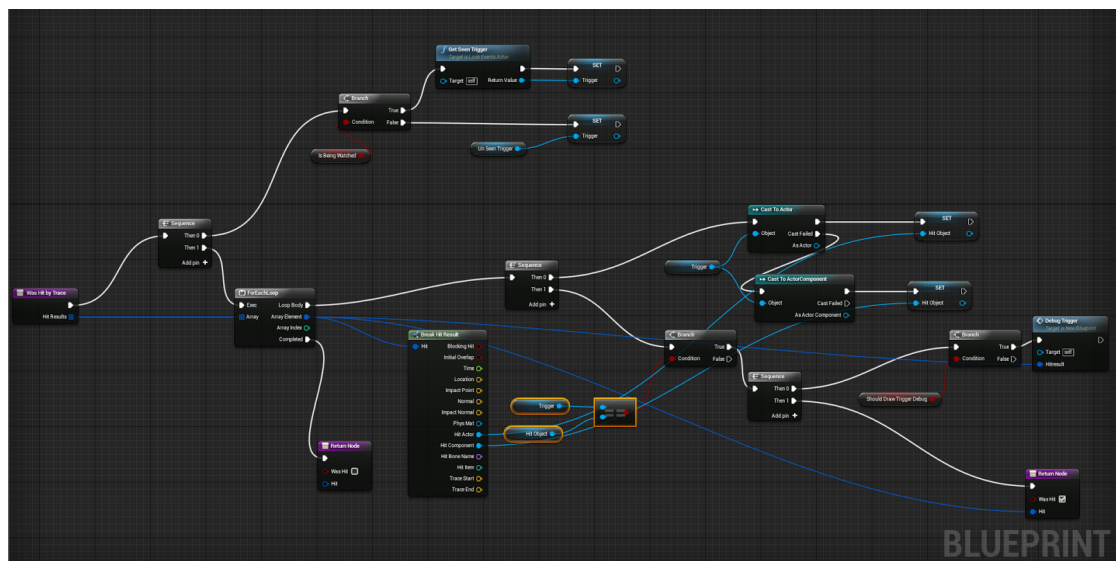 Get Seen Trigger
Target is Look Events Actor
Target self
Return Value
SET
Trigger
Branch
True
Condition
False
SET
Trigger
Un Seen Trigger
Is Being Watched
Sequence
Then 0
Then 1
Add pin +
Was Hit by Trace
Hit Results
ForEachLoop
Exec
Loop Body
Array
Array Element
Array Index
Completed
Sequence
Then 0
Then 1
Add pin +
Cast To Actor
Object
Cast Failed
As Actor
SET
Hit Object
Trigger
Cast To ActorComponent
Cast Failed
Object
As Actor Component
SET
Hit Object
Break Hit Result
Hit
Blocking Hit
Initial Overlap
Time
Location
Impact Point
Normal
Impact Normal
Phys Mat
Hit Actor
Hit Component
Hit Bone Name
Hit Item
Trace Start
Trace End
Trigger
Hit Object
==
Branch
True
Condition
False
Sequence
Then 0
Then 1
Add pin +
Branch
True
Condition
False
Should Draw Trigger Debug
Debug Trigger
Target is New Blueprint
Target self
Hitresult
Return Node
Was Hit
Hit
Return Node
Was Hit
Hit
BLUEPRINT